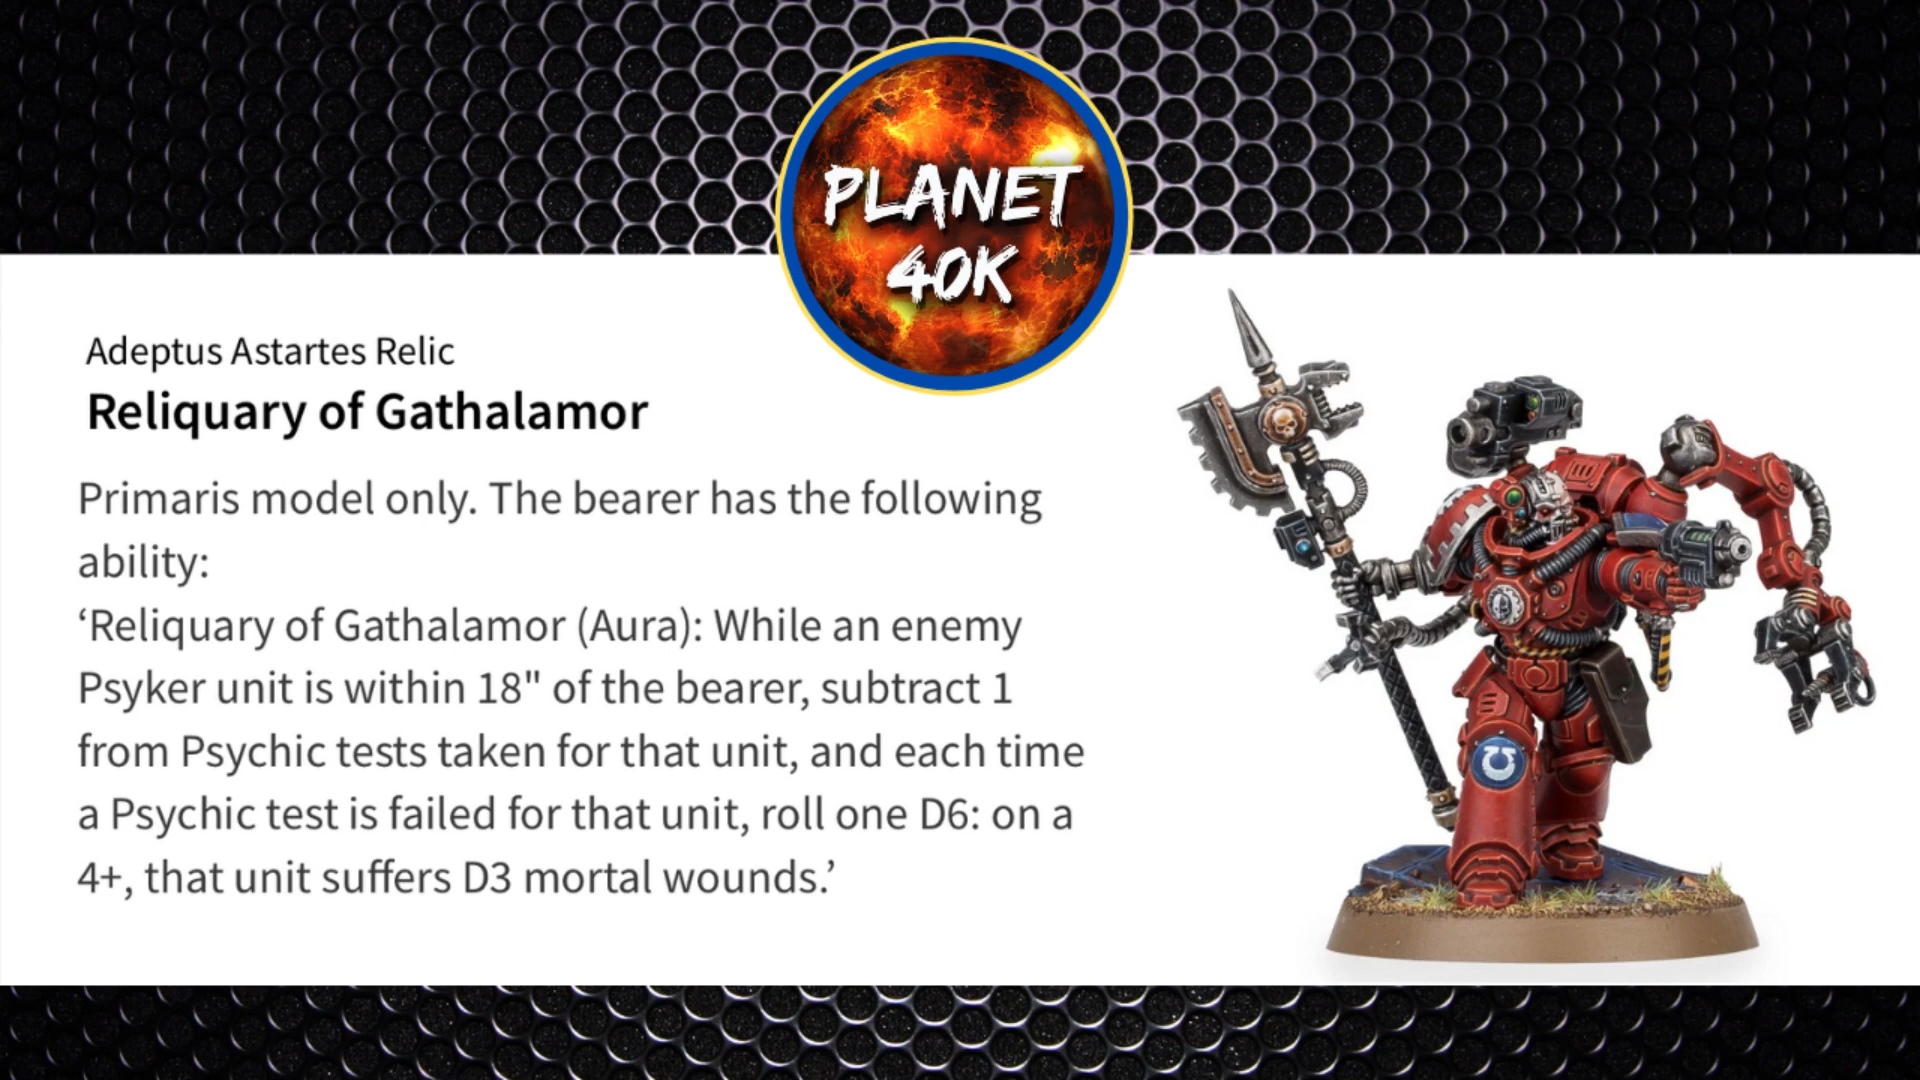 PLANET
40K
Adeptus Astartes Relic
Reliquary of Gathalamor
Primaris model only. The bearer has the following
ability:
‘Reliquary of Gathalamor (Aura): While an enemy
Psyker unit is within 18" of the bearer, subtract 1
from Psychic tests taken for that unit, and each time
a Psychic test is failed for that unit, roll one D6: on a
4+, that unit suffers D3 mortal wounds.’